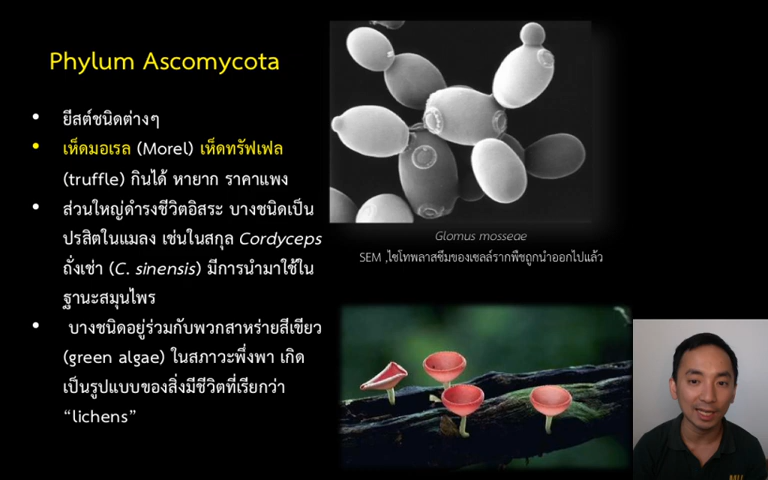 Phylum Ascomycota
• ยีสต์ชนิดต่างๆ
• เห็ดมอเรล (Morel) เห็ดทรัฟเฟล
(truffle) กินได้ หายาก ราคาแพง
• ส่วนใหญ่ดำรงชีวิตอิสระ บางชนิดเป็น
ปรสิตในแมลง เช่นในสกุล Cordyceps
ถั่งเช่า (C. sinensis) มีการนำมาใช้ใน
ฐานะสมุนไพร
• บางชนิดอยู่ร่วมกับพวกสาหร่ายสีเขียว
(green algae) ในสภาวะพึ่งพา เกิด
เป็นรูปแบบของสิ่งมีชีวิตที่เรียกว่า
“lichens”
Glomus mosseae
SEM ,ไซโทพลาสซึมของเซลล์รากพืชถูกนำออกไปแล้ว